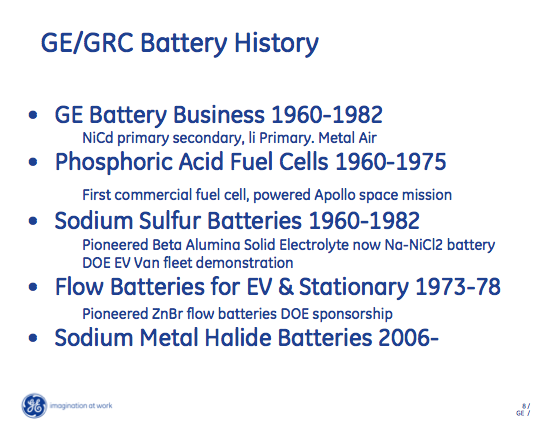 GE/GRC Battery History
• GE Battery Business 1960-1982
NiCd primary secondary, li Primary. Metal Air
• Phosphoric Acid Fuel Cells 1960-1975
First commercial fuel cell, powered Apollo space mission
• Sodium Sulfur Batteries 1960-1982
Pioneered Beta Alumina Solid Electrolyte now Na-NiCl2 battery
DOE EV Van fleet demonstration
• Flow Batteries for EV & Stationary 1973-78
Pioneered ZnBr flow batteries DOE sponsorship
• Sodium Metal Halide Batteries 2006-
GE imagination at work
8 /
GE /